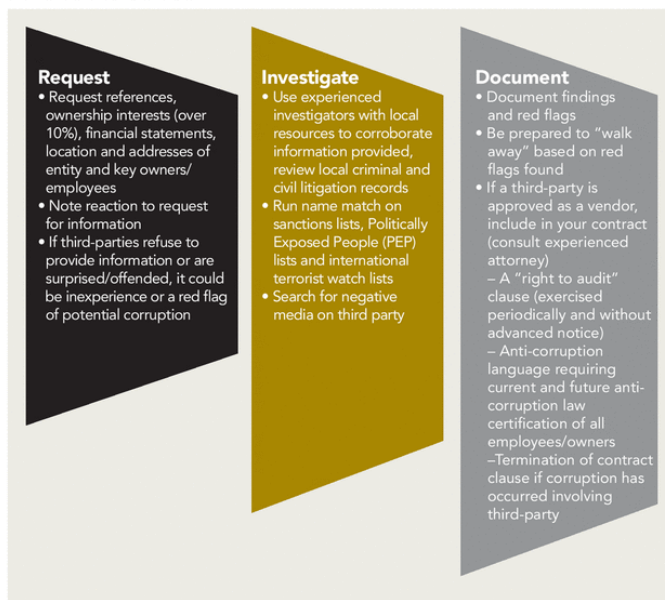 Request
• Request references,
ownership interests (over
10%), financial statements,
location and addresses of
entity and key owners/
employees
• Note reaction to request
for information
• If third-parties refuse to
provide information or are
surprised/offended, it could
be inexperience or a red flag
of potential corruption
Investigate
• Use experienced
investigators with local
resources to corroborate
information provided,
review local criminal and
civil litigation records
• Run name match on
sanctions lists, Politically
Exposed People (PEP)
lists and international
terrorist watch lists
• Search for negative
media on third party
Document
• Document findings
and red flags
• Be prepared to “walk
away” based on red
flags found
• If a third-party is
approved as a vendor,
include in your contract
(consult experienced
attorney)
– A “right to audit”
clause (exercised
periodically and without
advanced notice)
– Anti-corruption
language requiring
current and future anti-
corruption law
certification of all
employees/owners
–Termination of contract
clause if corruption has
occurred involving
third-party